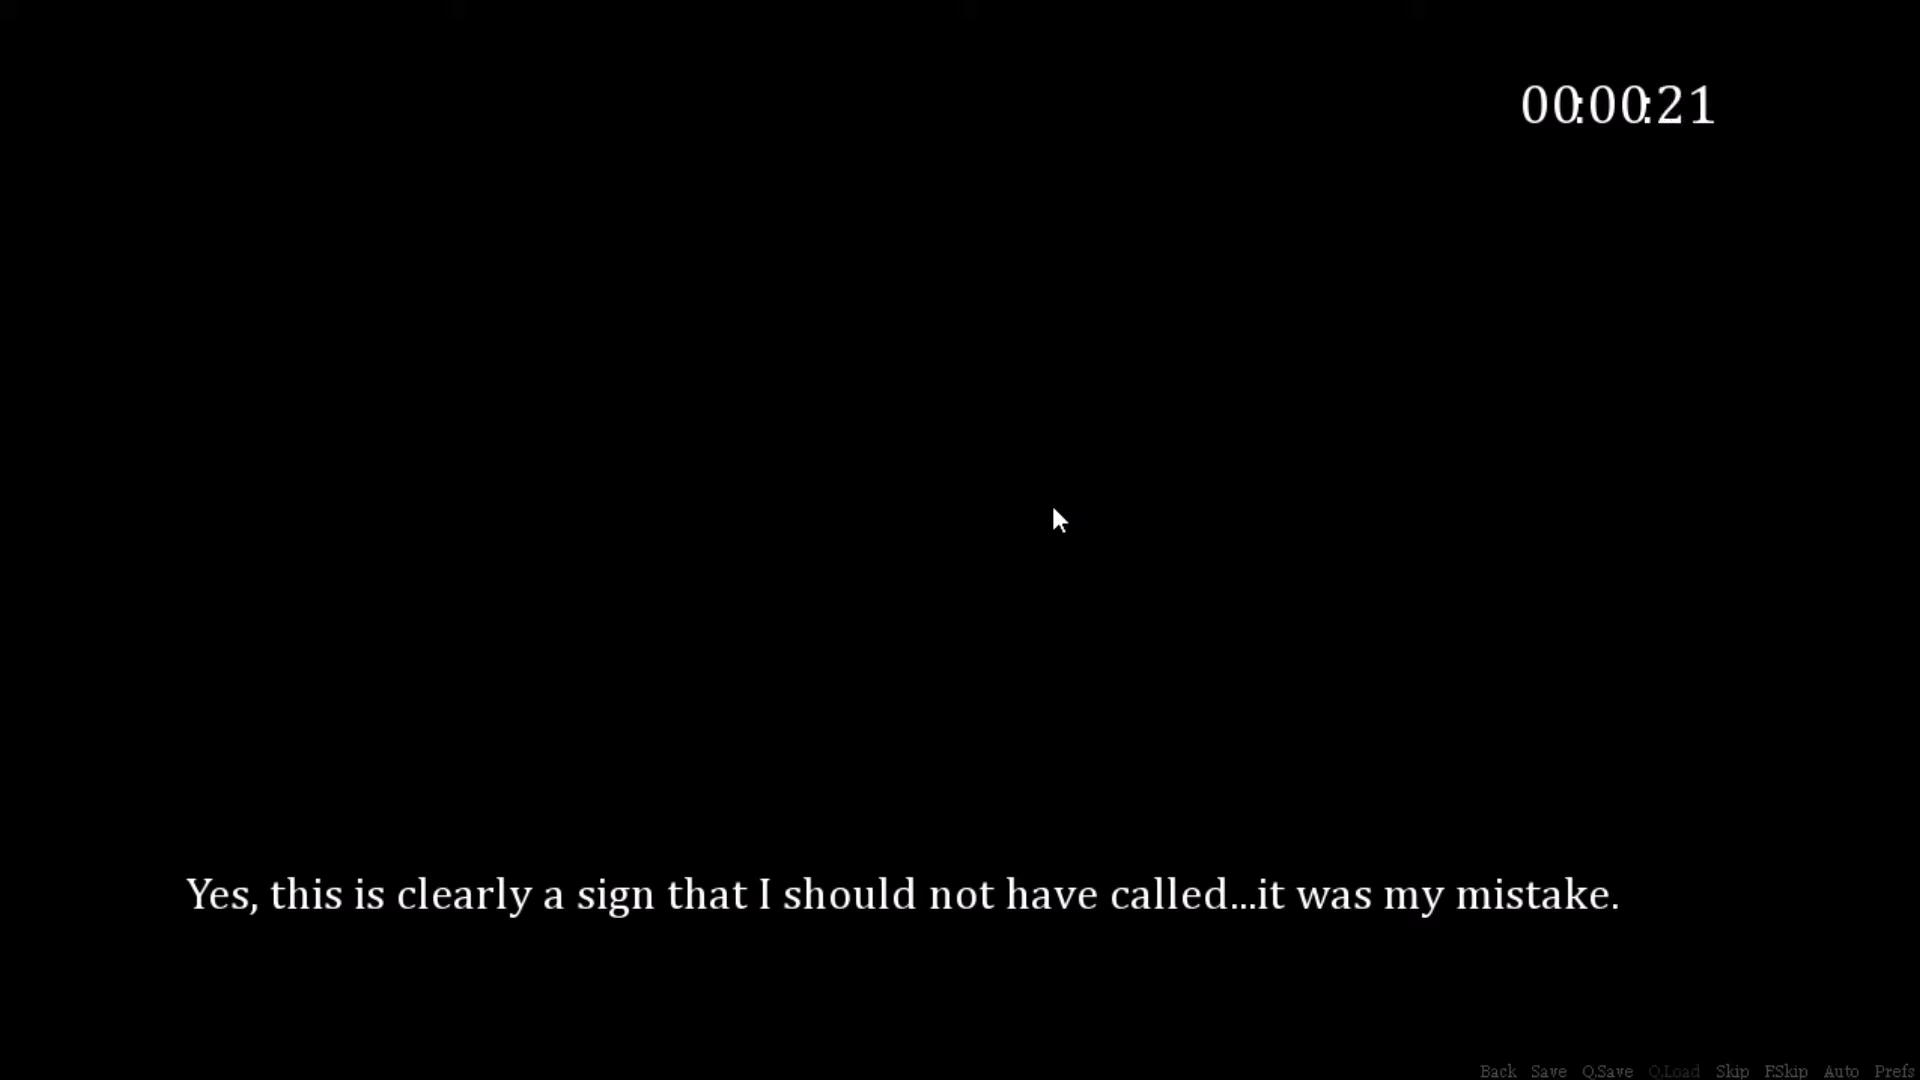 00:00:21
Yes, this is clearly a sign that I should not have called...it was my mistake.
Back Save Q.Save Q.Load Skip F.Skip Auto Prefs